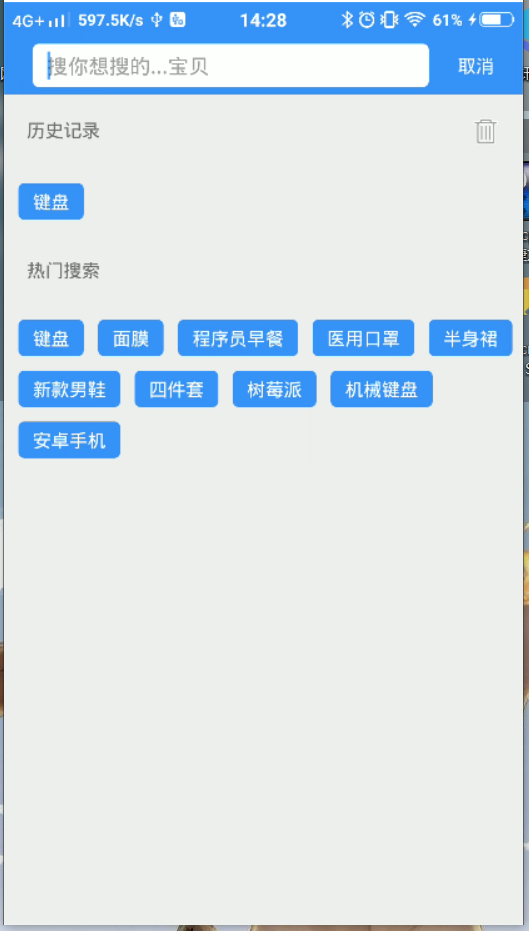 4G+ 597.5K/s 14:28 61%
搜你想搜的...宝贝 取消
历史记录
键盘
热门搜索
键盘 面膜 程序员早餐 医用口罩 半身裙
新款男鞋 四件套 树莓派 机械键盘
安卓手机